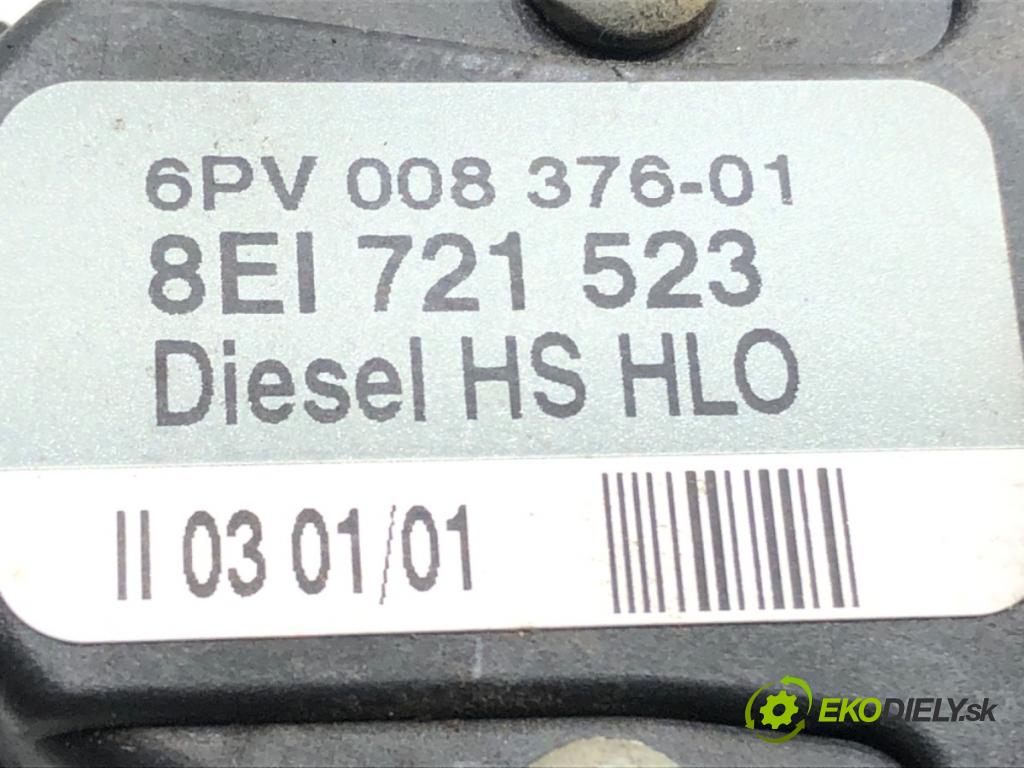 6PV 008 376-01
8EI 721 523
Diesel HS HLO
II 03 01/01
EKODIELY.sk